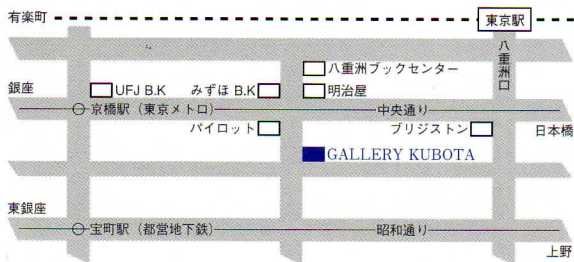 有楽町
東京駅
八重洲口
八重洲ブックセンター
銀座
UFJ B.K
みずほ B.K
明治屋
京橋駅（東京メトロ）
中央通り
パイロット
ブリジストン
日本橋
GALLERY KUBOTA
東銀座
宝町駅（都営地下鉄）
昭和通り
上野